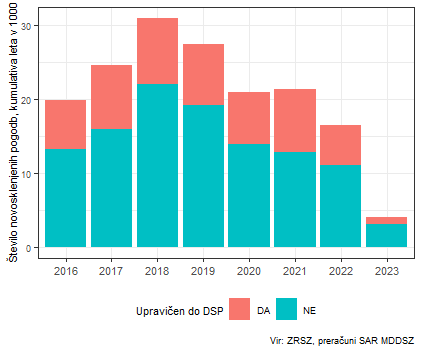 Število novosklenjenih pogodb, kumulativa leta v 1000
30
20
10
0
2016 2017 2018 2019 2020 2021 2022 2023
Upravičen do DSP DA NE
Vir: ZRSZ, preračuni SAR MDDSZ